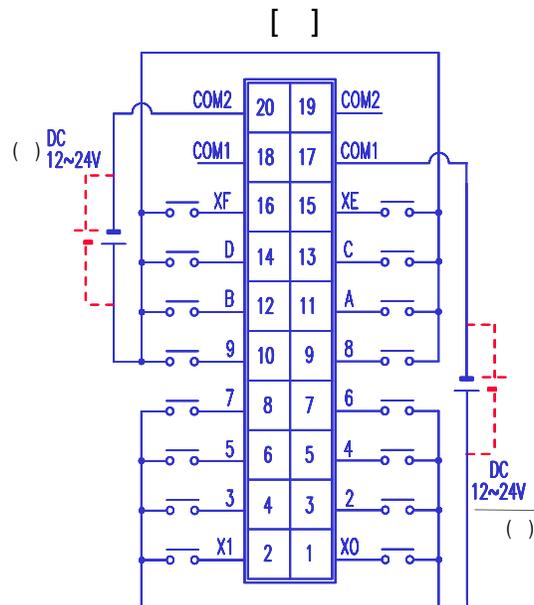 [ ]
COM2 20 19 COM2
( ) DC
12~24V
COM1 18 17 COM1
XF 16 15 XE
D 14 13 C
B 12 11 A
9 10 9 8
7 8 7 6
5 6 5 4
3 4 3 2
X1 2 1 X0
DC
12~24V
( )